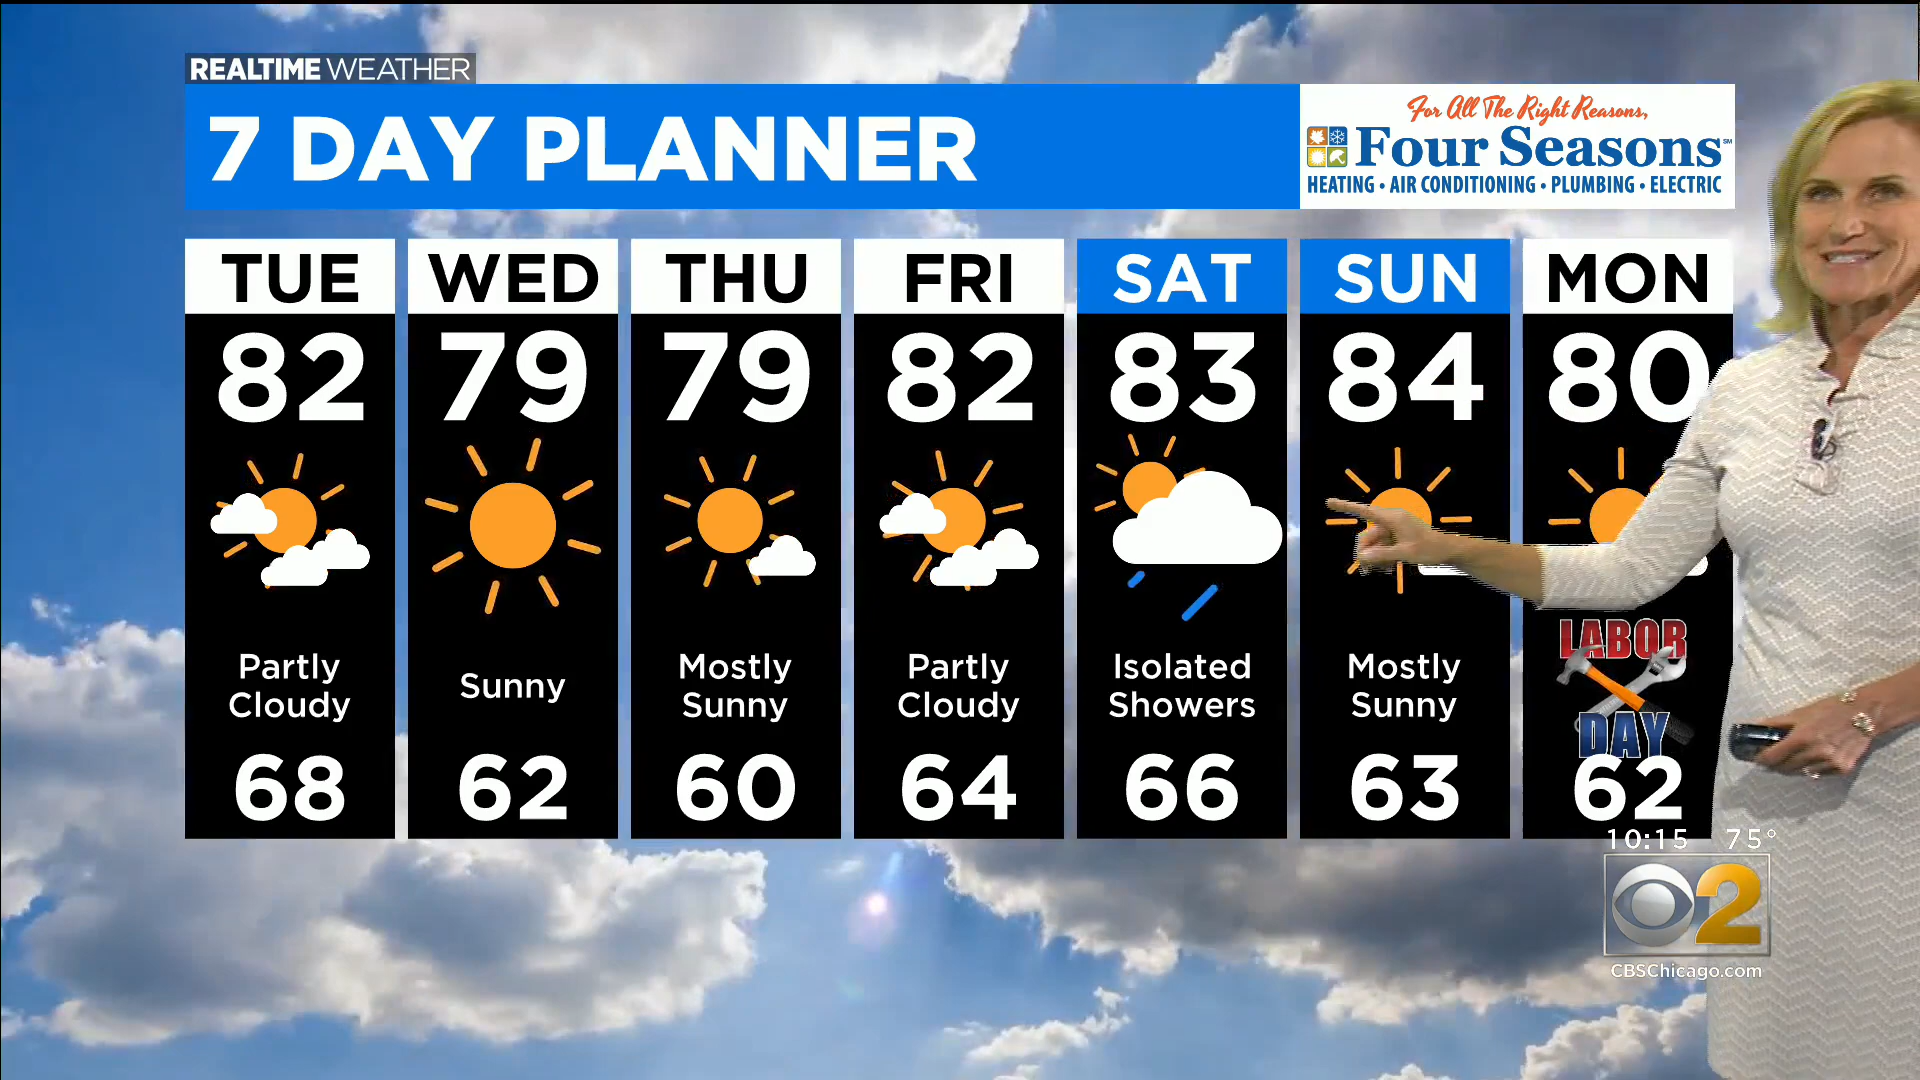 REALTIME WEATHER
7 DAY PLANNER
For All The Right Reasons,
Four Seasons℠
HEATING • AIR CONDITIONING • PLUMBING • ELECTRIC
TUE WED THU FRI SAT SUN MON
82 79 79 82 83 84 80
Partly Cloudy
Sunny
Mostly Sunny
Partly Cloudy
Isolated Showers
Mostly Sunny
LABOR
DAY
68 62 60 64 66 63 62
10:15 75°
2
CBSChicago.com